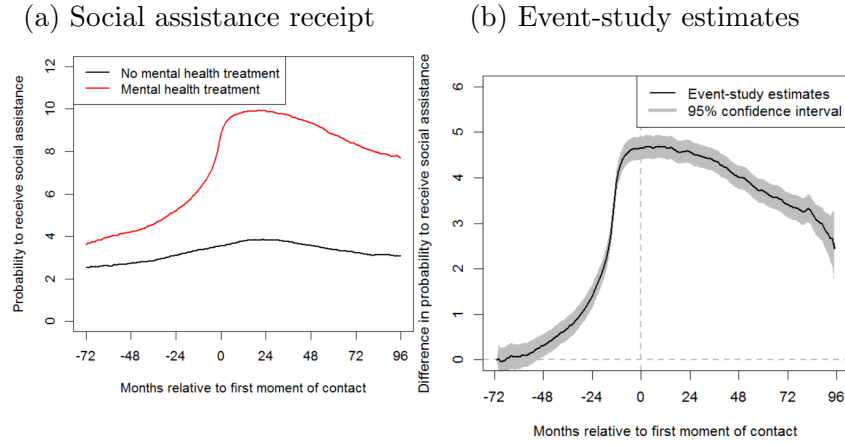 (a) Social assistance receipt
No mental health treatment
Mental health treatment
Probability to receive social assistance
12
10
8
6
4
2
0
-72 -48 -24 0 24 48 72 96
Months relative to first moment of contact
(b) Event-study estimates
Event-study estimates
95% confidence interval
Difference in probability to receive social assistance
6
5
4
3
2
1
0
-72 -48 -24 0 24 48 72 96
Months relative to first moment of contact